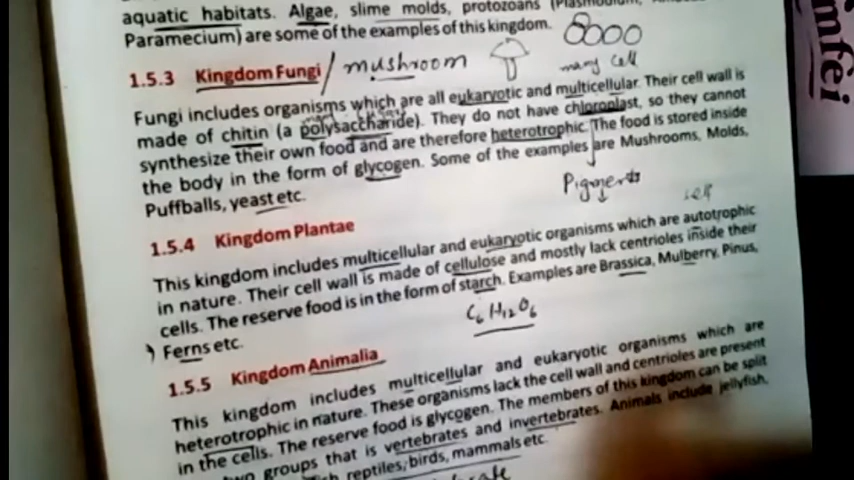 aquatic habitats. Algae, slime molds, protozoans
Paramecium) are some of the examples of this kingdom.
1.5.3 Kingdom Fungi / mushroom
many cell
Fungi includes organisms which are all eukaryotic and multicellular. Their cell wall is
made of chitin (a polysaccharide). They do not have chloroplast, so they cannot
synthesize their own food and are therefore heterotrophic. The food is stored inside
the body in the form of glycogen. Some of the examples are Mushrooms, Molds,
Puffballs, yeast etc.
Pigments
cell
1.5.4 Kingdom Plantae
This kingdom includes multicellular and eukaryotic organisms which are autotrophic
in nature. Their cell wall is made of cellulose and mostly lack centrioles inside their
cells. The reserve food is in the form of starch. Examples are Brassica, Mulberry, Pinus,
Ferns etc.
C6H12O6
1.5.5 Kingdom Animalia
This kingdom includes multicellular and eukaryotic organisms which are
heterotrophic in nature. These organisms lack the cell wall and centrioles are present
in the cells. The reserve food is glycogen. The members of this kingdom can be split
two groups that is vertebrates and invertebrates. Animals include jellyfish,
reptiles, birds, mammals etc.